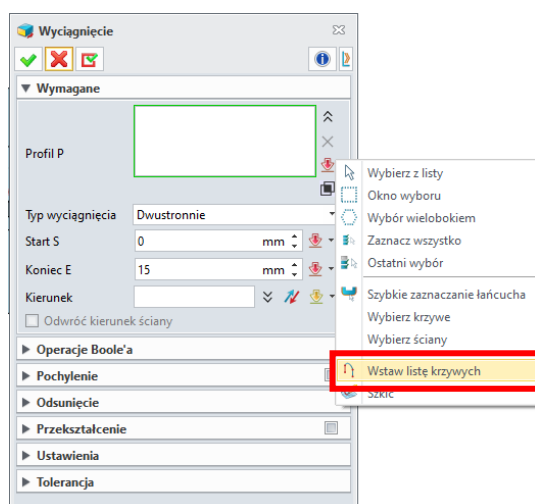 Wyciągnięcie
Wymagane
Profil P
Typ wyciągnięcia Dwustronnie
Start S 0 mm
Koniec E 15 mm
Kierunek
Odwróć kierunek ściany
Operacje Boole'a
Pochylenie
Odsunięcie
Przekształcenie
Ustawienia
Tolerancja
Wybierz z listy
Okno wyboru
Wybór wielobokiem
Zaznacz wszystko
Ostatni wybór
Szybkie zaznaczanie łańcucha
Wybierz krzywe
Wybierz ściany
Wstaw listę krzywych
Szkic